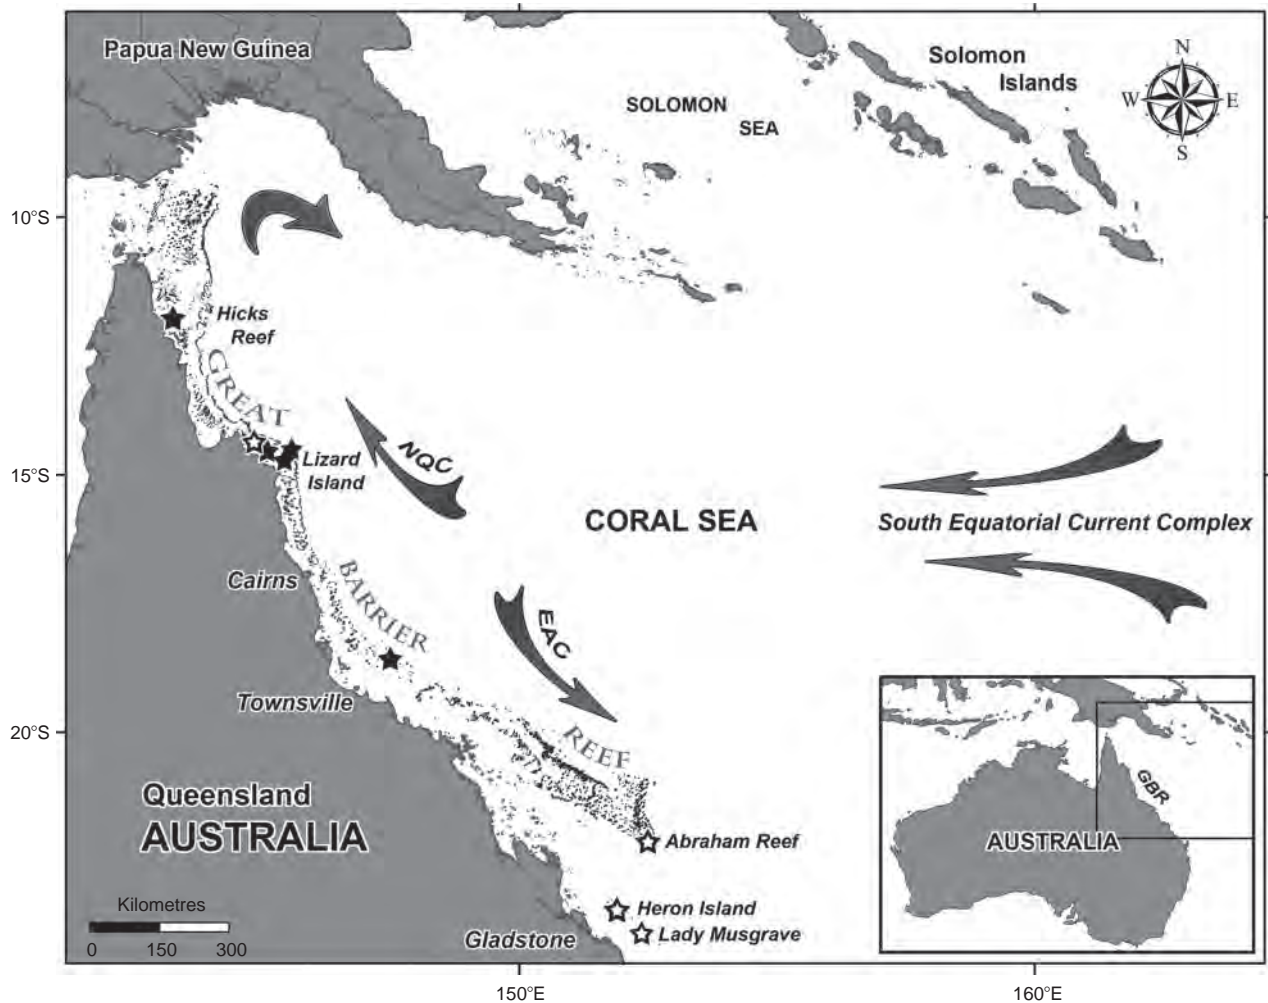 Papua New Guinea
Solomon
Islands
N
W
E
S
SOLOMON
SEA
10°S
Hicks
Reef
GREAT
NQC
Lizard
Island
15°S
CORAL SEA
South Equatorial Current Complex
Cairns
BARRIER
EAC
Townsville
20°S
REEF
Queensland
AUSTRALIA
GBR
AUSTRALIA
Abraham Reef
Kilometres
0 150 300
Heron Island
Lady Musgrave
Gladstone
150°E
160°E